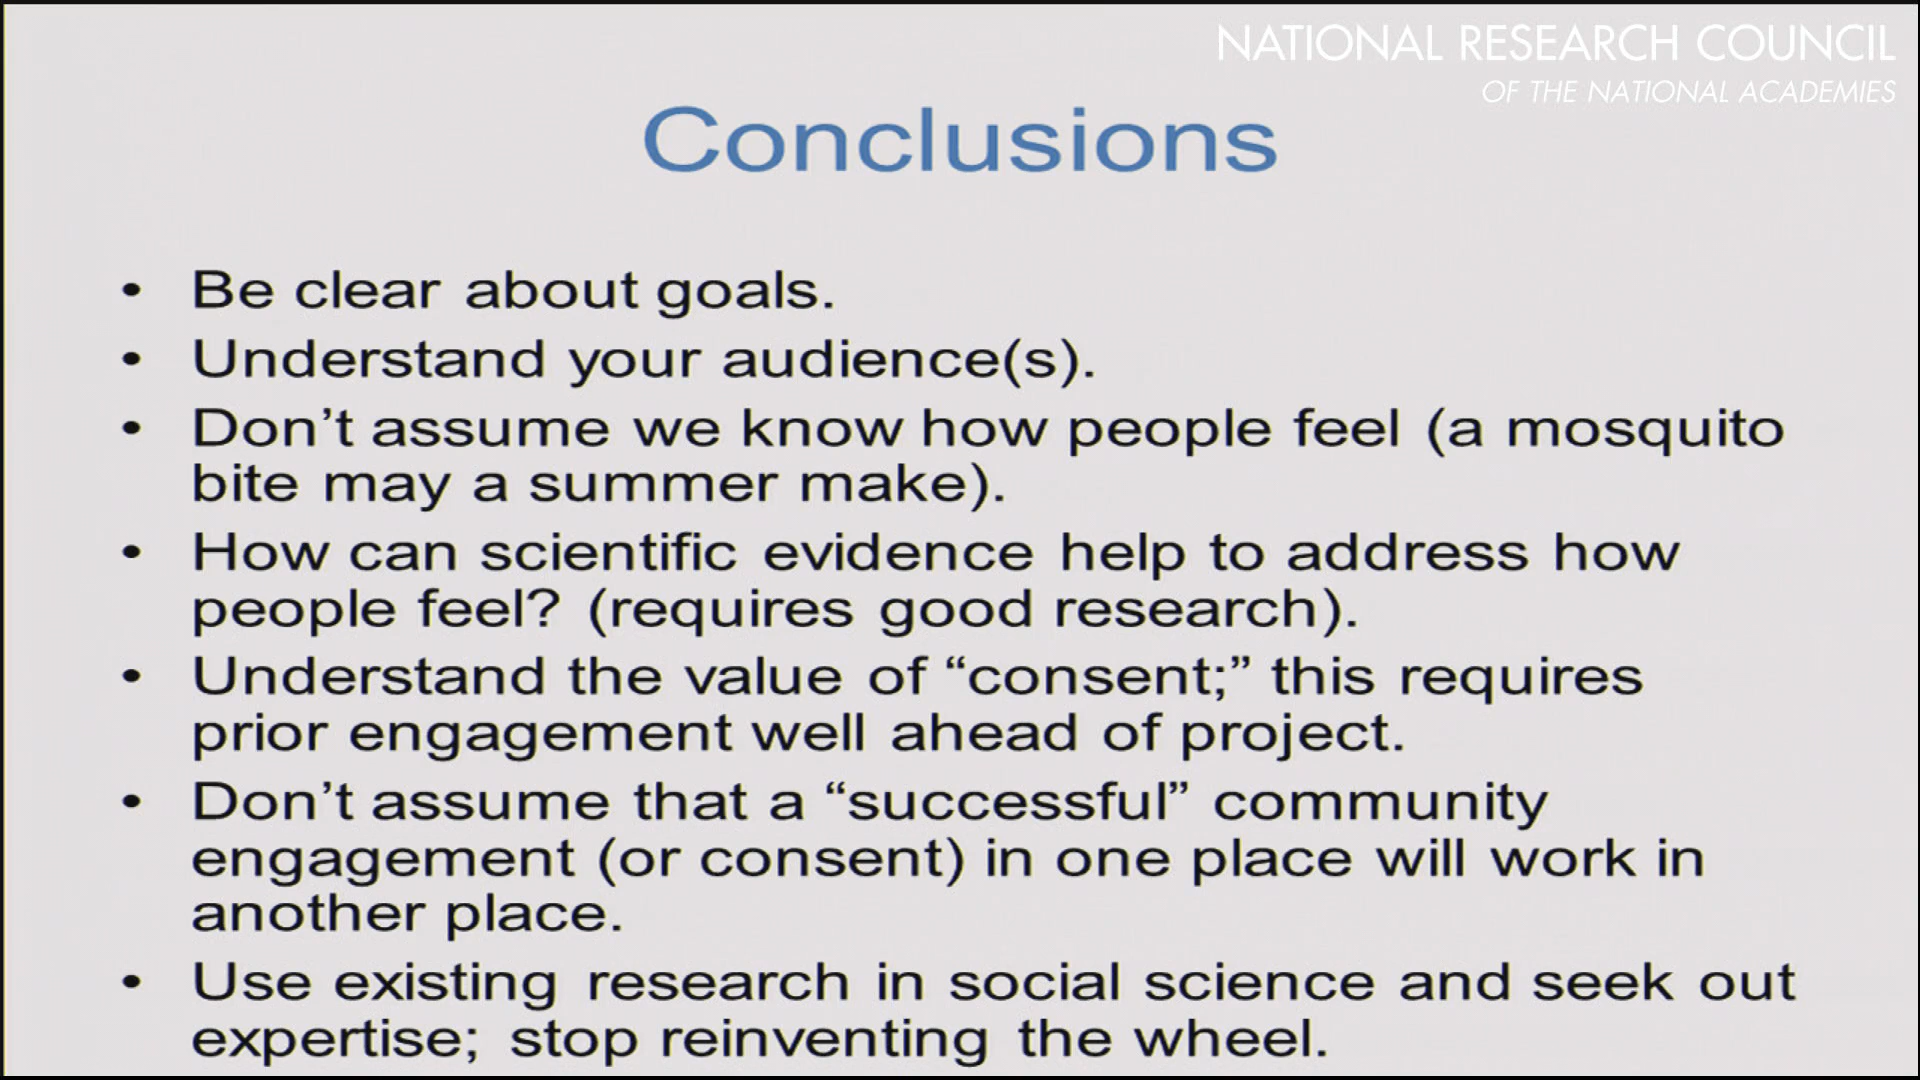 NATIONAL RESEARCH COUNCIL
OF THE NATIONAL ACADEMIES
Conclusions
• Be clear about goals.
• Understand your audience(s).
• Don’t assume we know how people feel (a mosquito
bite may a summer make).
• How can scientific evidence help to address how
people feel? (requires good research).
• Understand the value of “consent;” this requires
prior engagement well ahead of project.
• Don’t assume that a “successful” community
engagement (or consent) in one place will work in
another place.
• Use existing research in social science and seek out
expertise; stop reinventing the wheel.